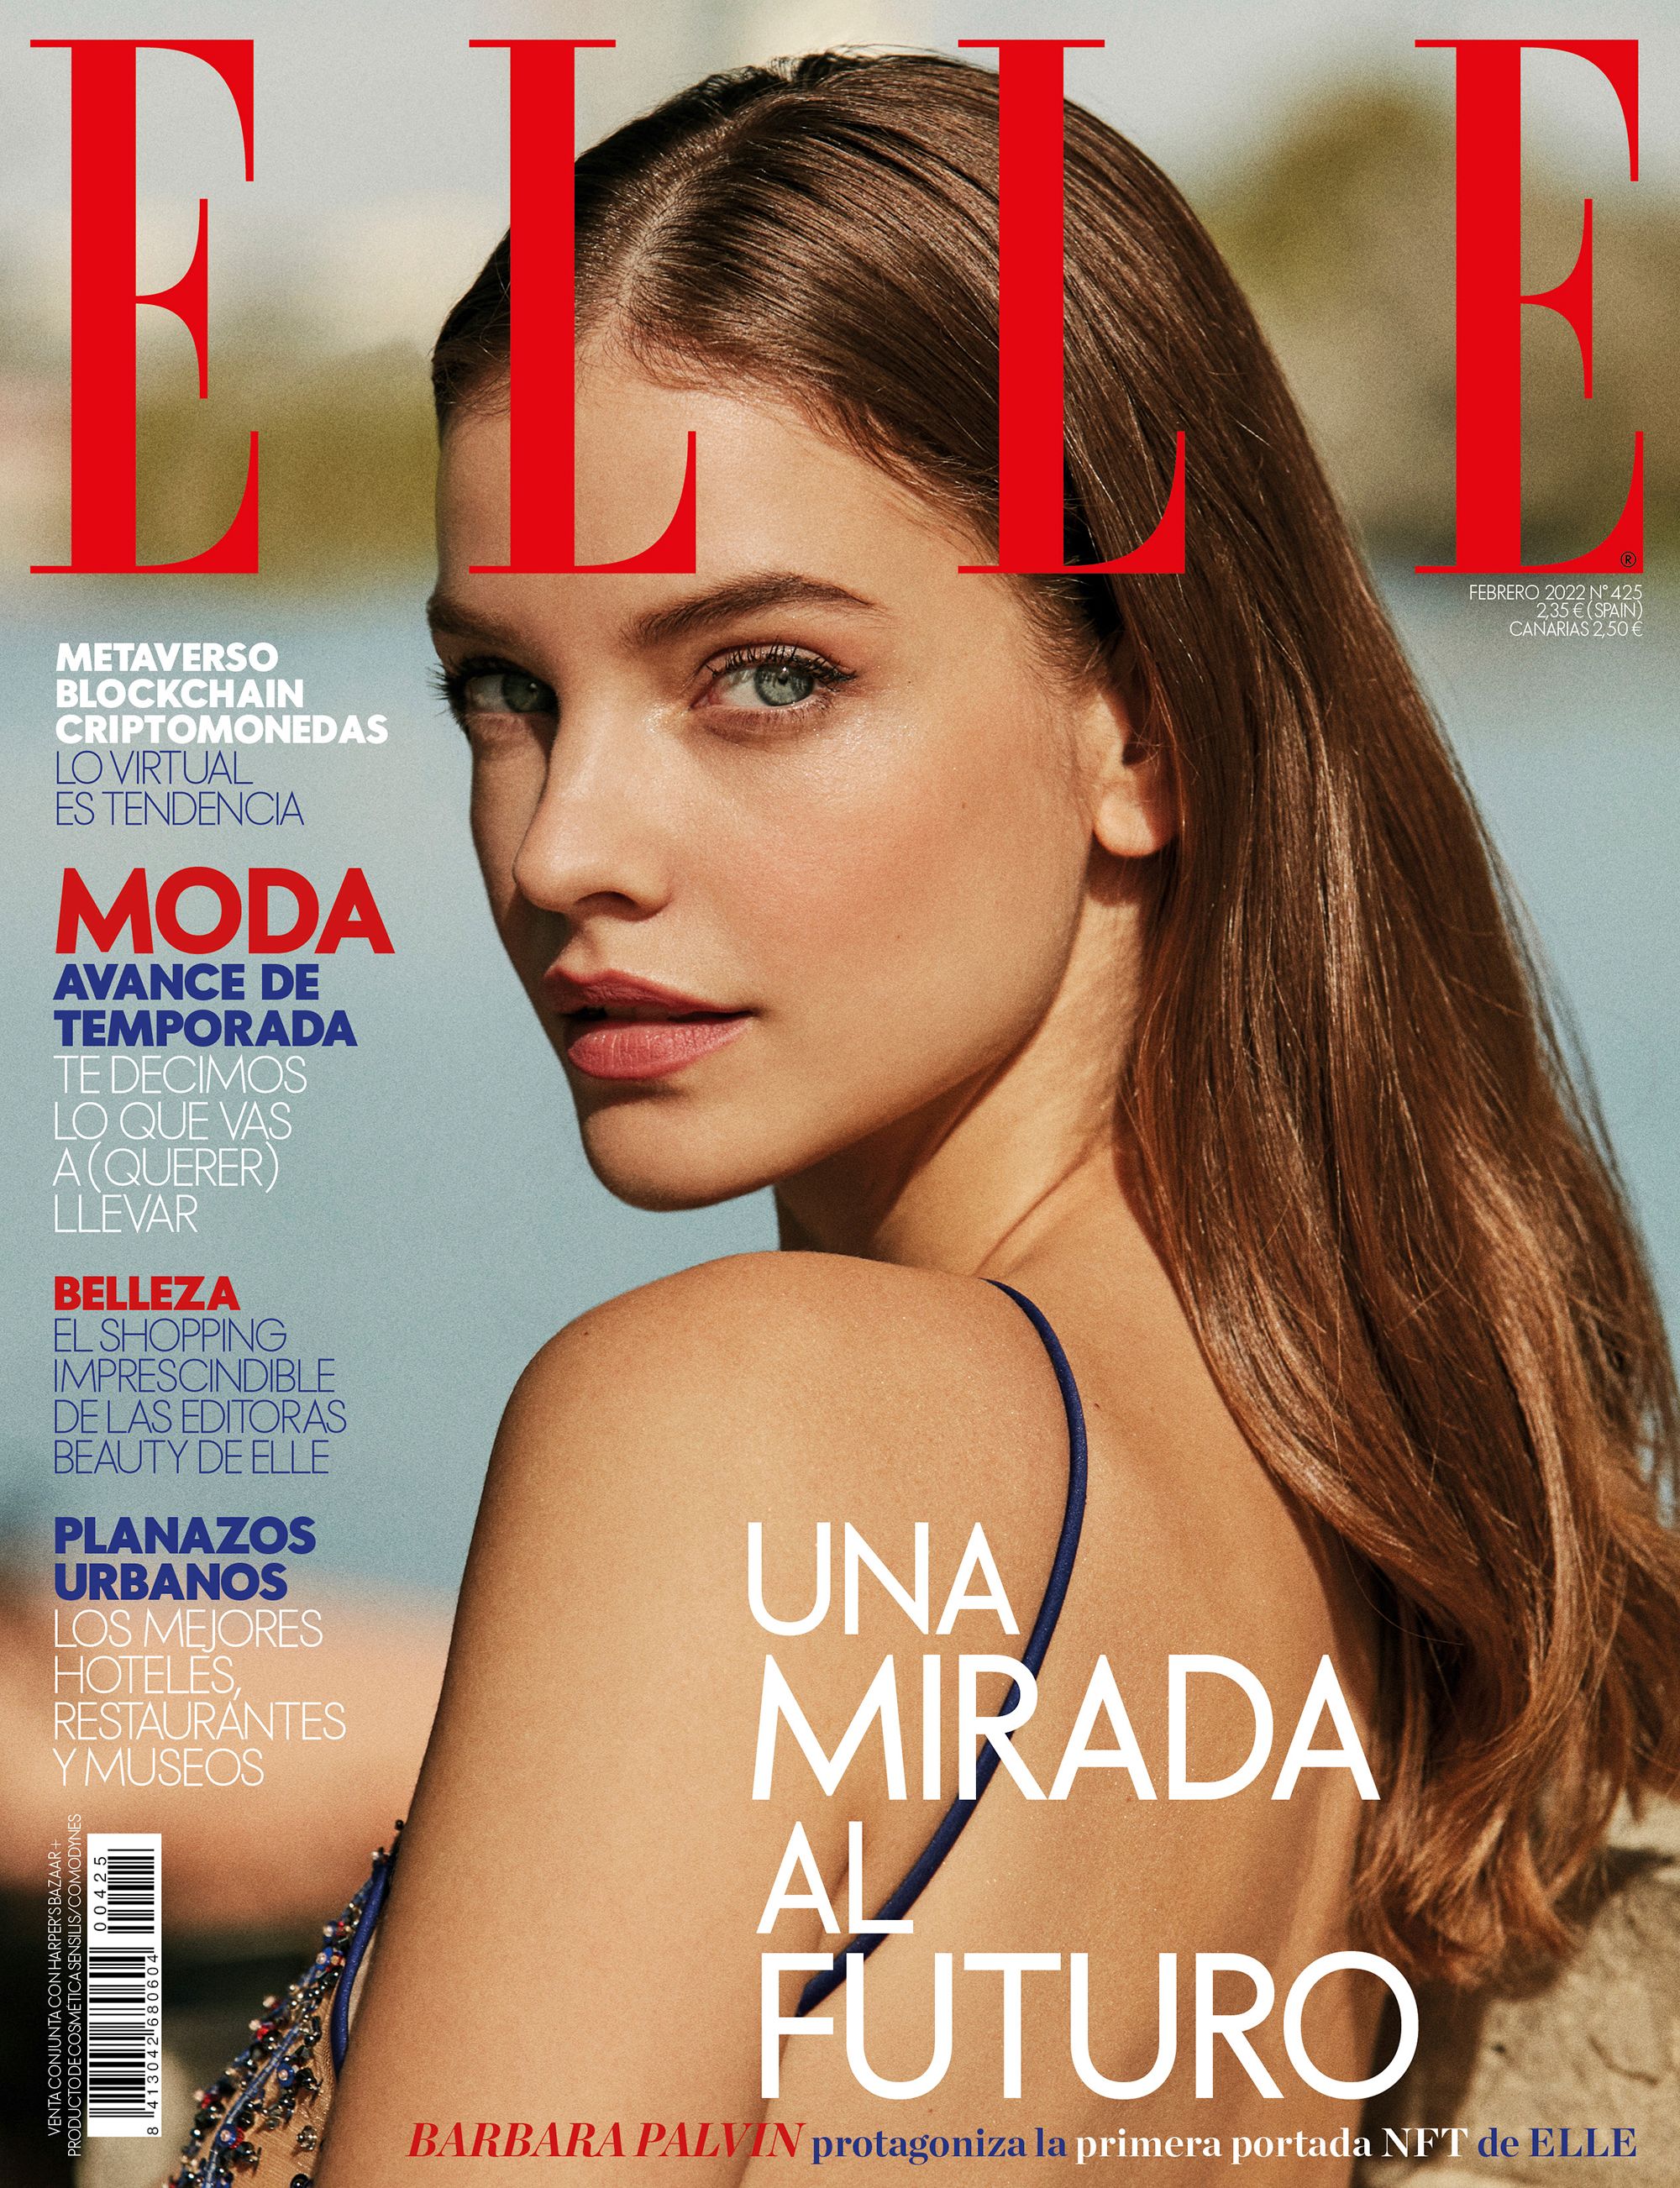 ELLE
®
FEBRERO 2022 N° 425
2,35 € (SPAIN)
CANARIAS 2,50 €
METAVERSO
BLOCKCHAIN
CRIPTOMONEDAS
LO VIRTUAL
ES TENDENCIA
MODA
AVANCE DE
TEMPORADA
TE DECIMOS
LO QUE VAS
A (QUERER)
LLEVAR
BELLEZA
EL SHOPPING
IMPRESCINDIBLE
DE LAS EDITORAS
BEAUTY DE ELLE
PLANAZOS
URBANOS
LOS MEJORES
HOTELES,
RESTAURANTES
Y MUSEOS
VENTA CONJUNTA CON HARPER'S BAZAAR +
PRODUCTO DE COSMÉTICA SENSILIS/COMODYNES
00425
8 413042 680604
UNA
MIRADA
AL
FUTURO
BARBARA PALVIN protagoniza la primera portada NFT de ELLE